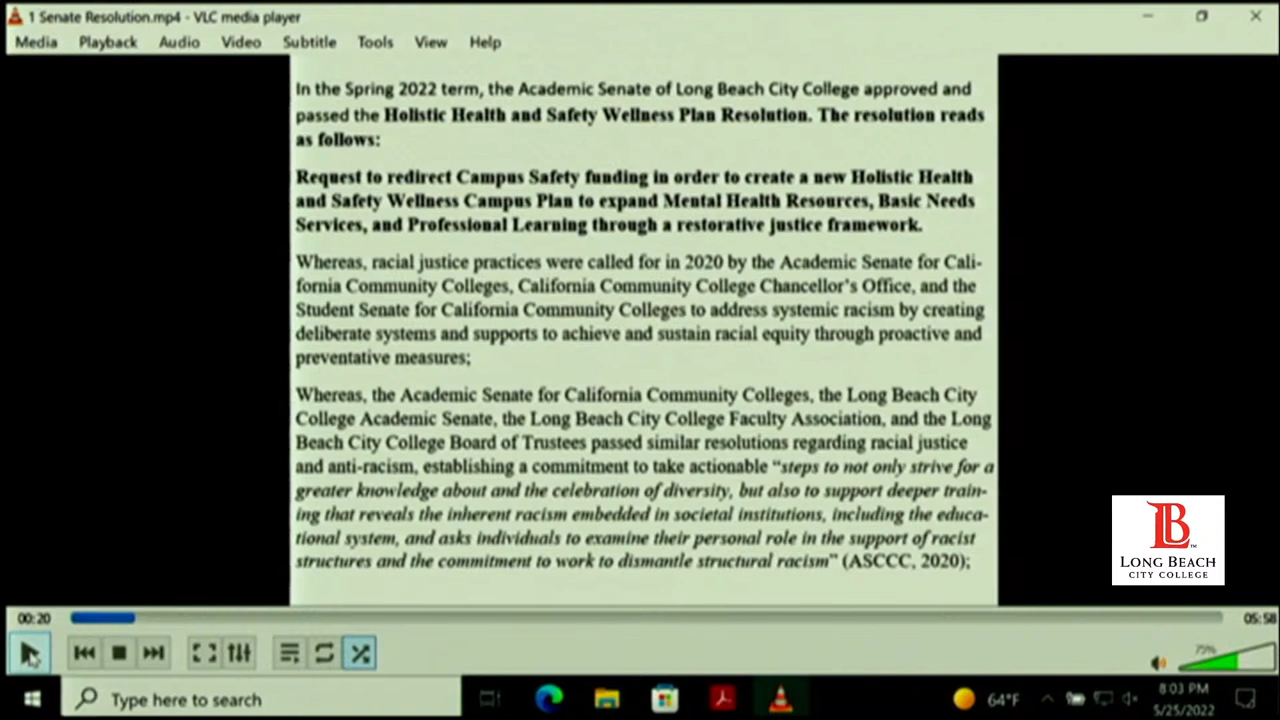 1 Senate Resolution.mp4 - VLC media player
Media Playback Audio Video Subtitle Tools View Help
In the Spring 2022 term, the Academic Senate of Long Beach City College approved and
passed the Holistic Health and Safety Wellness Plan Resolution. The resolution reads
as follows:
Request to redirect Campus Safety funding in order to create a new Holistic Health
and Safety Wellness Campus Plan to expand Mental Health Resources, Basic Needs
Services, and Professional Learning through a restorative justice framework.
Whereas, racial justice practices were called for in 2020 by the Academic Senate for Cali-
fornia Community Colleges, California Community College Chancellor's Office, and the
Student Senate for California Community Colleges to address systemic racism by creating
deliberate systems and supports to achieve and sustain racial equity through proactive and
preventative measures;
Whereas, the Academic Senate for California Community Colleges, the Long Beach City
College Academic Senate, the Long Beach City College Faculty Association, and the Long
Beach City College Board of Trustees passed similar resolutions regarding racial justice
and anti-racism, establishing a commitment to take actionable "steps to not only strive for a
greater knowledge about and the celebration of diversity, but also to support deeper train-
ing that reveals the inherent racism embedded in societal institutions, including the educa-
tional system, and asks individuals to examine their personal role in the support of racist
structures and the commitment to work to dismantle structural racism" (ASCCC, 2020);
LB™
LONG BEACH
CITY COLLEGE
00:20
05:58
75%
Type here to search
64°F
8:03 PM
5/25/2022